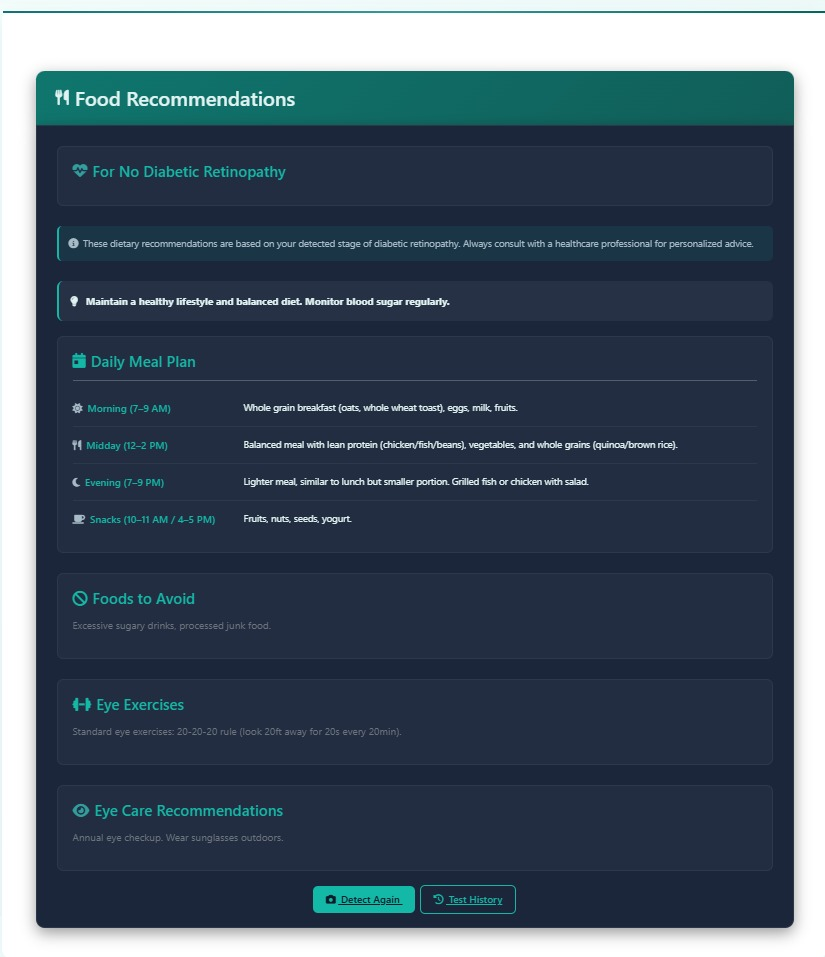 Food Recommendations
For No Diabetic Retinopathy
These dietary recommendations are based on your detected stage of diabetic retinopathy. Always consult with a healthcare professional for personalized advice.
Maintain a healthy lifestyle and balanced diet. Monitor blood sugar regularly.
Daily Meal Plan
Morning (7–9 AM) Whole grain breakfast (oats, whole wheat toast), eggs, milk, fruits.
Midday (12–2 PM) Balanced meal with lean protein (chicken/fish/beans), vegetables, and whole grains (quinoa/brown rice).
Evening (7–9 PM) Lighter meal, similar to lunch but smaller portion. Grilled fish or chicken with salad.
Snacks (10–11 AM / 4–5 PM) Fruits, nuts, seeds, yogurt.
Foods to Avoid
Excessive sugary drinks, processed junk food.
Eye Exercises
Standard eye exercises: 20-20-20 rule (look 20ft away for 20s every 20min).
Eye Care Recommendations
Annual eye checkup. Wear sunglasses outdoors.
Detect Again Test History